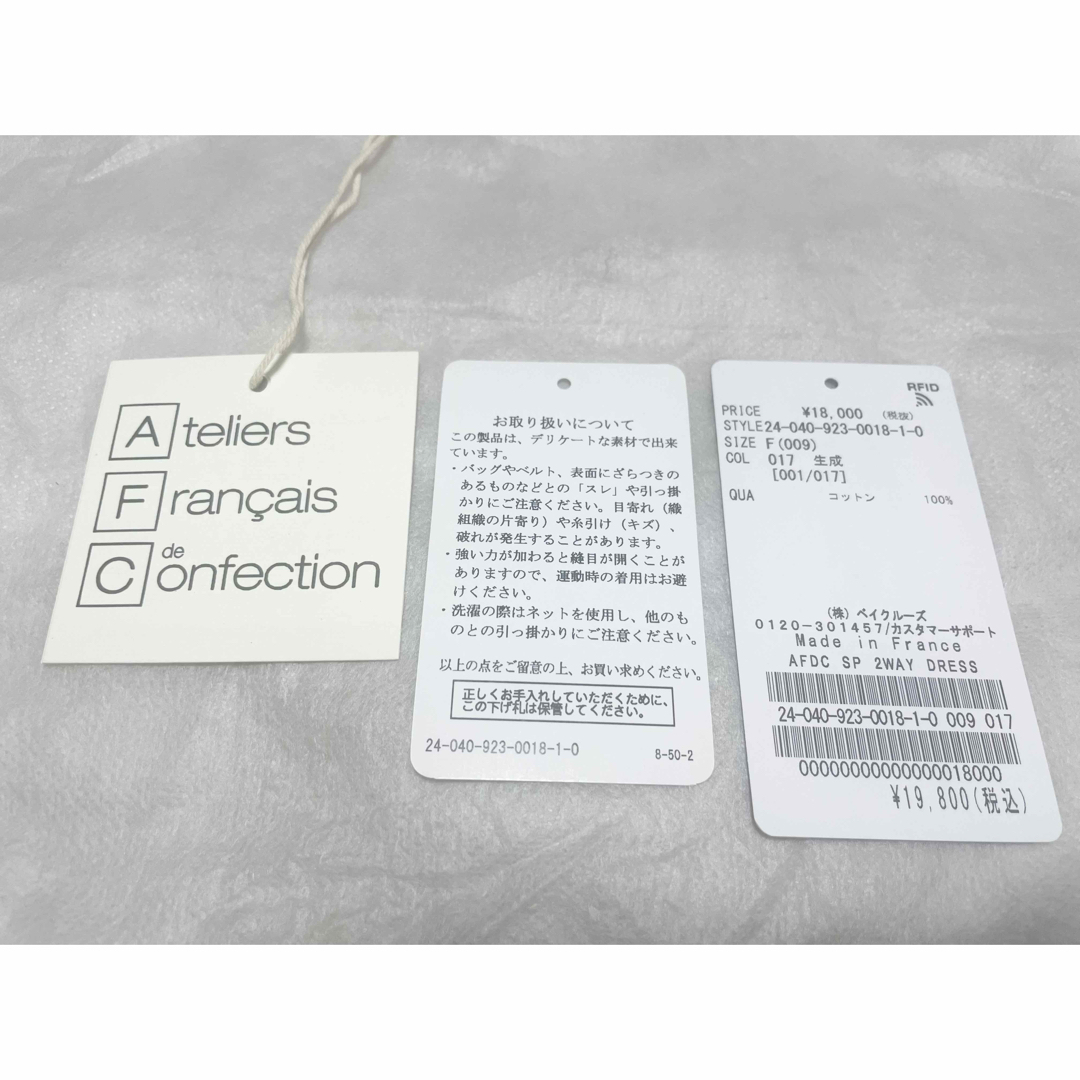 Ateliers
Français
de
Confection
お取り扱いについて
この製品は、デリケートな素材で出来
ています。
・バッグやベルト、表面にざらつきの
あるものなどとの「スレ」や引っ掛
かりにご注意ください。目寄れ（織
組織の片寄り）や糸引け（キズ）、
破れが発生することがあります。
・強い力が加わると縫目が開くことが
ありますので、運動時の着用はお避
けください。
・洗濯の際はネットを使用し、他のも
のとの引っ掛かりにご注意ください。
以上の点をご留意の上、お買い求めください。
正しくお手入れしていただくために、
この下げ札は保管してください。
24-040-923-0018-1-0
8-50-2
RFID
PRICE ¥18,000 (税抜)
STYLE24-040-923-0018-1-0
SIZE F(009)
COL 017 生成
[001/017]
QUA コットン 100%
(株) ベイクルーズ
0120-301457/カスタマーサポート
Made in France
AFDC SP 2WAY DRESS
24-040-923-0018-1-0 009 017
00000000000000018000
¥19,800(税込)